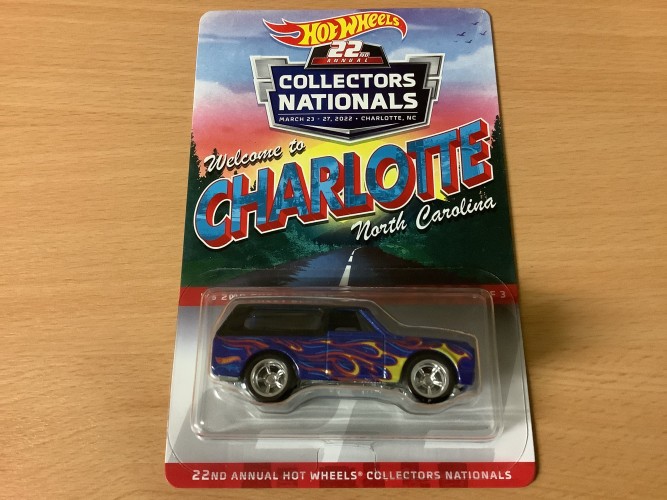 HOT WHEELS
22ND
ANNUAL
COLLECTORS
NATIONALS
MARCH 23 - 27, 2022 • CHARLOTTE, NC
Welcome to
CHARLOTTE
North Carolina
22ND ANNUAL HOT WHEELS® COLLECTORS NATIONALS